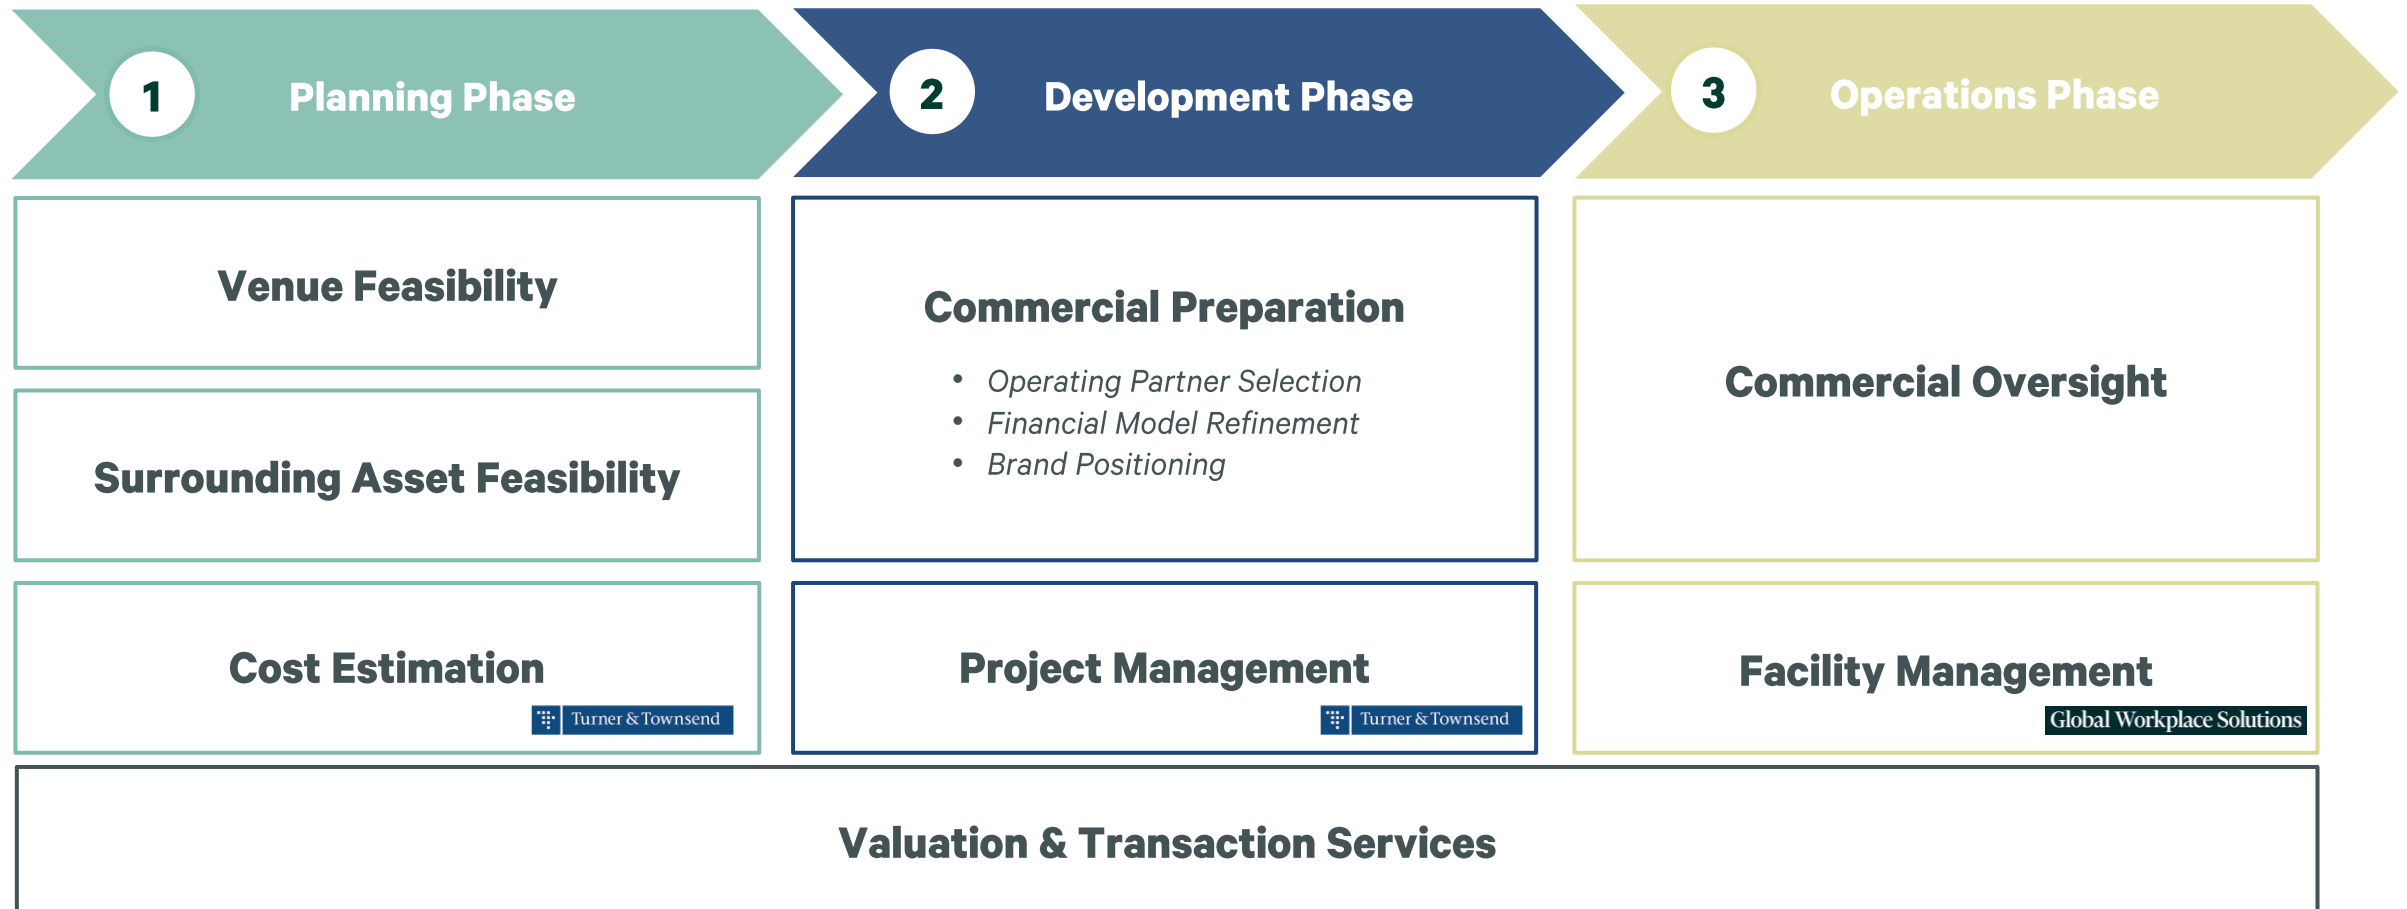 1
Planning Phase
2
Development Phase
3
Operations Phase
Venue Feasibility
Surrounding Asset Feasibility
Cost Estimation
Turner & Townsend
Commercial Preparation
• Operating Partner Selection
• Financial Model Refinement
• Brand Positioning
Project Management
Turner & Townsend
Commercial Oversight
Facility Management
Global Workplace Solutions
Valuation & Transaction Services